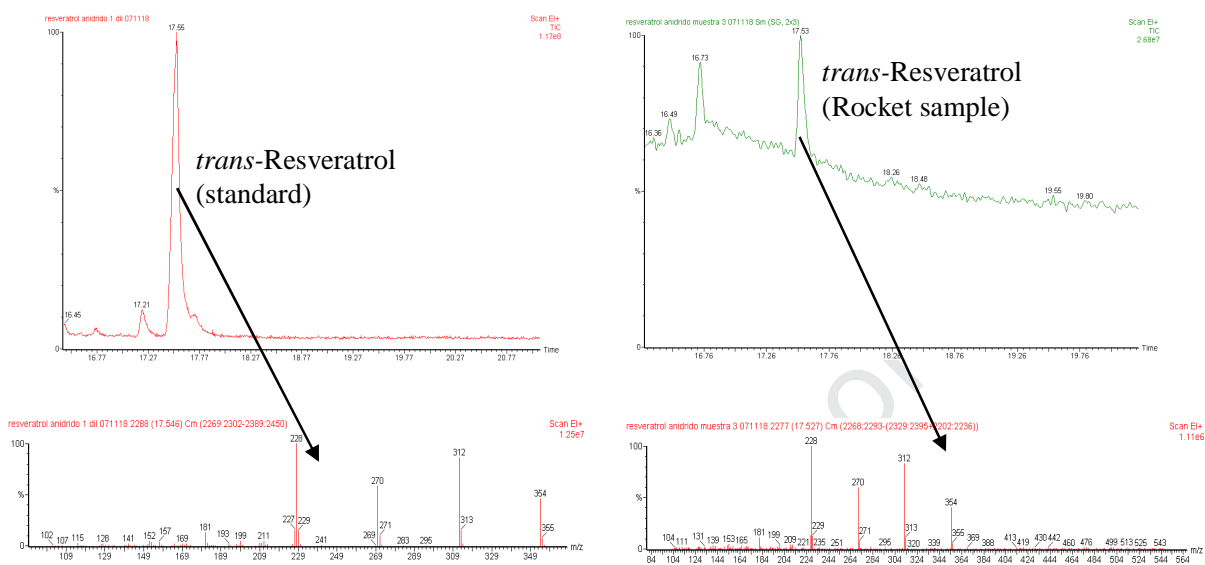 resveratrol anidrido 1 dil 071118
Scan EI+
TIC
1.17e8
100
%
0
17.55
17.21
16.45
trans-Resveratrol
(standard)
16.77 17.27 17.77 18.27 18.77 19.27 19.77 20.27 20.77
Time
resveratrol anidrido muestra 3 071118 Sm (SG, 2x3)
Scan EI+
TIC
2.68e7
100
%
0
17.53
16.73
16.49
16.36
18.26
18.48
19.55
19.80
trans-Resveratrol
(Rocket sample)
16.76 17.26 17.76 18.26 18.76 19.26 19.76
Time
resveratrol anidrido 1 dil 071118 2288 (17.546) Cm (2269:2302-2389:2450)
Scan EI+
1.25e7
100
%
0
228
312
270
354
227
229
313
271
355
102 107 115 128 141 152 157 169 181 193 199 211 241 269 283 295
109 129 149 169 189 209 229 249 269 289 309 329 349
m/z
resveratrol anidrido muestra 3 071118 2277 (17.527) Cm (2268:2293-(2329:2395+2202:2236))
Scan EI+
1.11e6
100
%
0
228
312
270
354
229
313
271
355
104 111 131 139 153 165 181 199 209 221 235 251 295 320 339 369 388 413 419 430 442 460 476 499 513 525 543
84 104 124 144 164 184 204 224 244 264 284 304 324 344 364 384 404 424 444 464 484 504 524 544 564
m/z